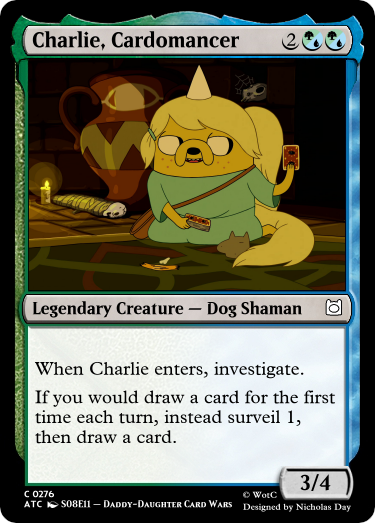 Charlie, Cardomancer 2
Legendary Creature — Dog Shaman
When Charlie enters, investigate.
If you would draw a card for the first
time each turn, instead surveil 1,
then draw a card.
3/4
C 0276
ATC S08E11 — Daddy-Daughter Card Wars
© WotC
Designed by Nicholas Day